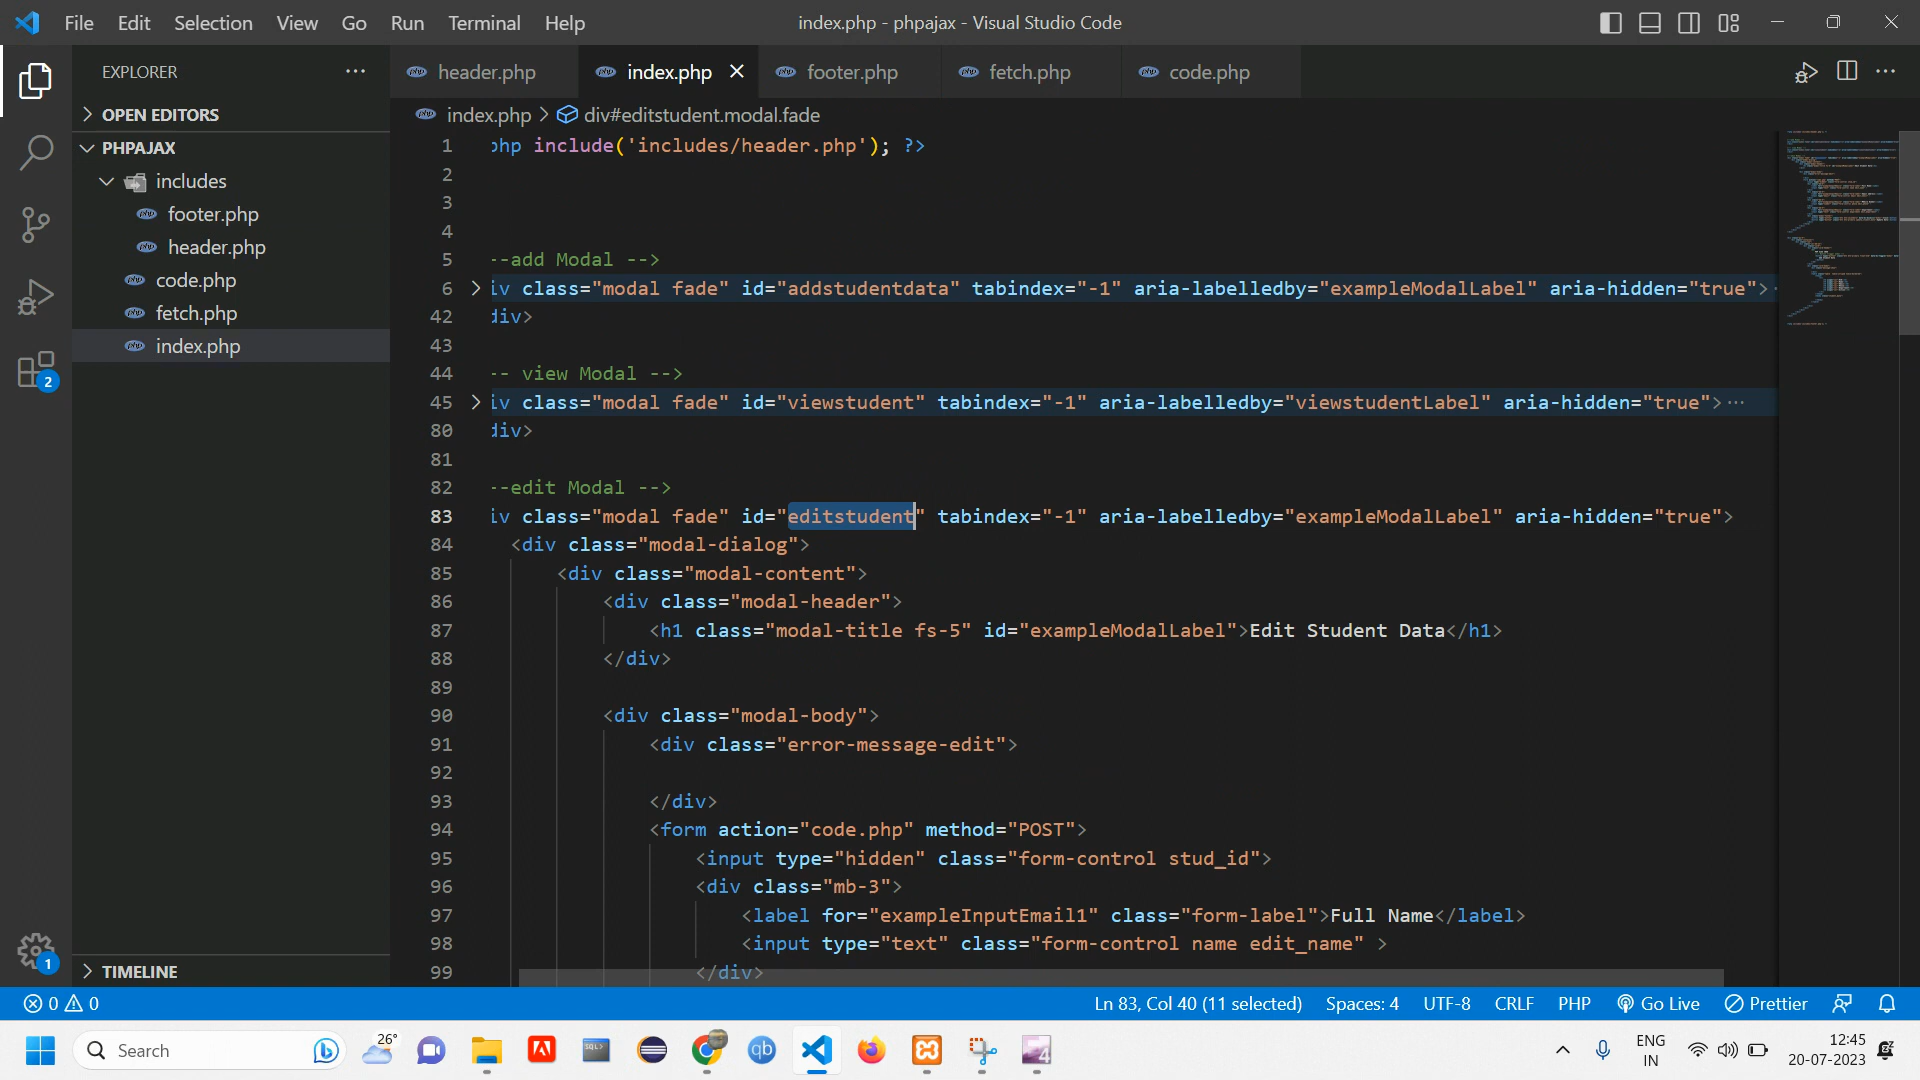 File Edit Selection View Go Run Terminal Help
index.php - phpajax - Visual Studio Code
EXPLORER
OPEN EDITORS
PHPAJAX
includes
footer.php
header.php
code.php
fetch.php
index.php
TIMELINE
2
1
header.php index.php footer.php fetch.php code.php
index.php > div#editstudent.modal.fade
1 php include('includes/header.php'); ?>
2
3
4
5 --add Modal -->
6 iv class="modal fade" id="addstudentdata" tabindex="-1" aria-labelledby="exampleModalLabel" aria-hidden="true">
42 div>
43
44 -- view Modal -->
45 iv class="modal fade" id="viewstudent" tabindex="-1" aria-labelledby="viewstudentLabel" aria-hidden="true">···
80 div>
81
82 --edit Modal -->
83 iv class="modal fade" id="editstudent" tabindex="-1" aria-labelledby="exampleModalLabel" aria-hidden="true">
84 <div class="modal-dialog">
85 <div class="modal-content">
86 <div class="modal-header">
87 <h1 class="modal-title fs-5" id="exampleModalLabel">Edit Student Data</h1>
88 </div>
89
90 <div class="modal-body">
91 <div class="error-message-edit">
92
93 </div>
94 <form action="code.php" method="POST">
95 <input type="hidden" class="form-control stud_id">
96 <div class="mb-3">
97 <label for="exampleInputEmail1" class="form-label">Full Name</label>
98 <input type="text" class="form-control name edit_name" >
99 </div>
0 0
Ln 83, Col 40 (11 selected) Spaces: 4 UTF-8 CRLF PHP Go Live Prettier
Search
26°
SQL>
qb
4
ENG
IN
12:45
20-07-2023